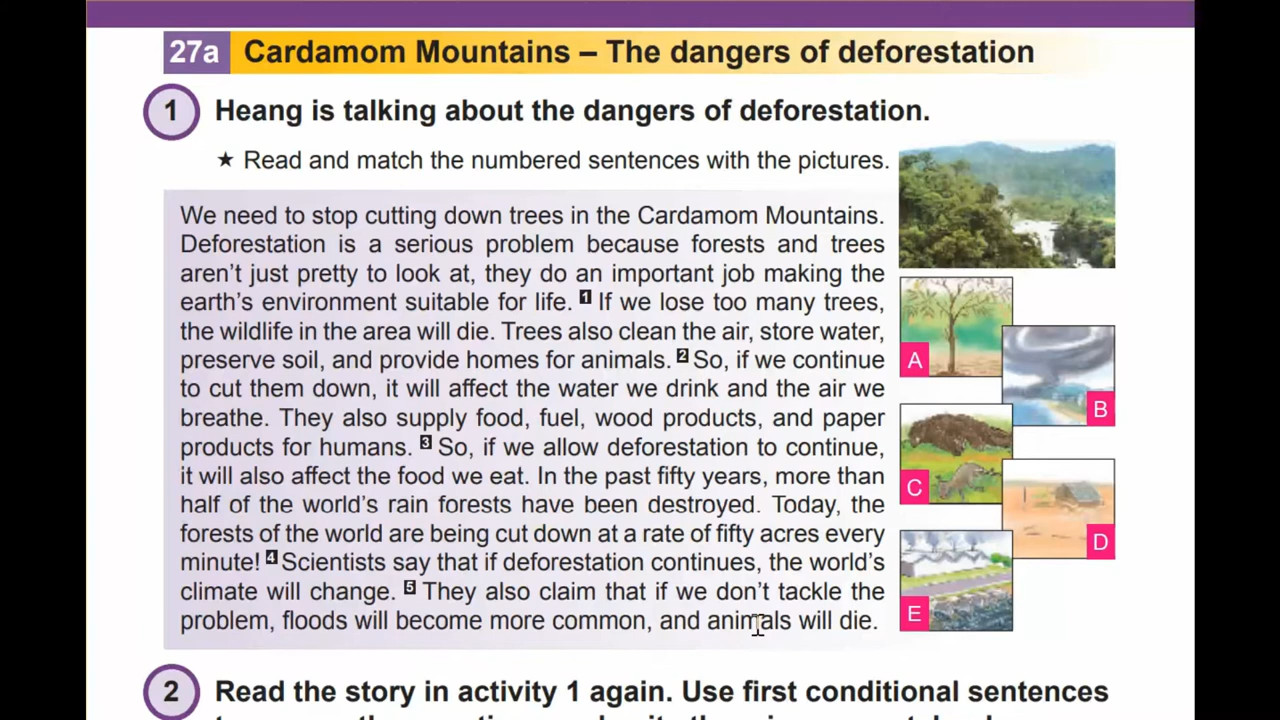 27a Cardamom Mountains – The dangers of deforestation
1 Heang is talking about the dangers of deforestation.
★ Read and match the numbered sentences with the pictures.
We need to stop cutting down trees in the Cardamom Mountains.
Deforestation is a serious problem because forests and trees
aren't just pretty to look at, they do an important job making the
earth's environment suitable for life. 1 If we lose too many trees,
the wildlife in the area will die. Trees also clean the air, store water,
preserve soil, and provide homes for animals. 2 So, if we continue
to cut them down, it will affect the water we drink and the air we
breathe. They also supply food, fuel, wood products, and paper
products for humans. 3 So, if we allow deforestation to continue,
it will also affect the food we eat. In the past fifty years, more than
half of the world's rain forests have been destroyed. Today, the
forests of the world are being cut down at a rate of fifty acres every
minute! 4 Scientists say that if deforestation continues, the world's
climate will change. 5 They also claim that if we don't tackle the
problem, floods will become more common, and animals will die.
A
B
C
D
E
2 Read the story in activity 1 again. Use first conditional sentences